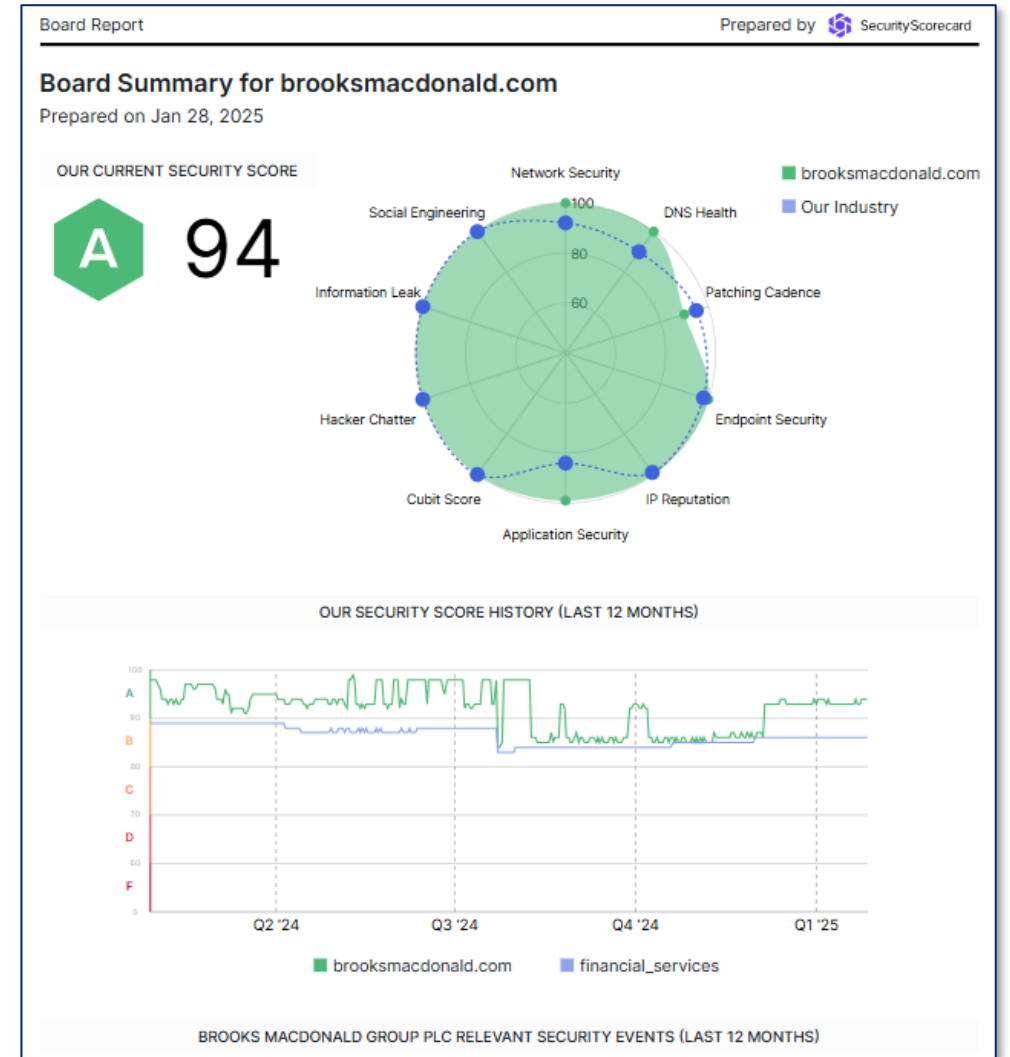 Board Report
Prepared by SecurityScorecard
Board Summary for brooksmacdonald.com
Prepared on Jan 28, 2025
OUR CURRENT SECURITY SCORE
A 94
Network Security
DNS Health
Patching Cadence
Endpoint Security
IP Reputation
Application Security
Cubit Score
Hacker Chatter
Information Leak
Social Engineering
100
80
60
brooksmacdonald.com
Our Industry
OUR SECURITY SCORE HISTORY (LAST 12 MONTHS)
100
A
90
B
80
C
70
D
60
F
0
Q2 '24
Q3 '24
Q4 '24
Q1 '25
brooksmacdonald.com
financial_services
BROOKS MACDONALD GROUP PLC RELEVANT SECURITY EVENTS (LAST 12 MONTHS)